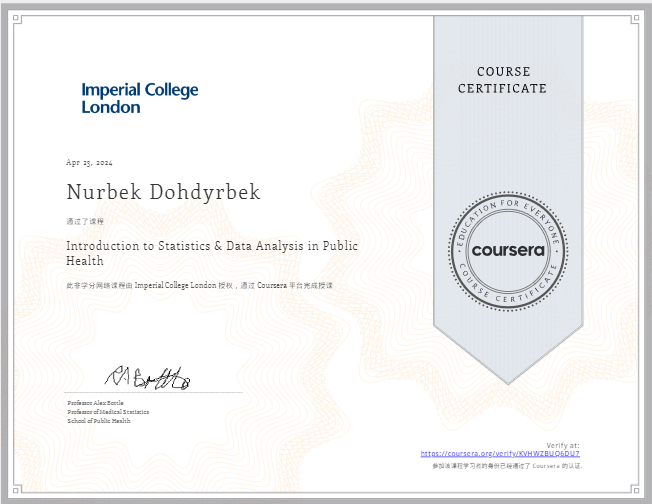 Imperial College
London
COURSE
CERTIFICATE
Apr 23, 2024
Nurbek Dohdyrbek
通过了课程
Introduction to Statistics & Data Analysis in Public
Health
此非学分网络课程由 Imperial College London 授权，通过 Coursera 平台完成授课
EDUCATION FOR EVERYONE
coursera
COURSE CERTIFICATE
Professor Alex Bottle
Professor of Medical Statistics
School of Public Health
Verify at:
https://coursera.org/verify/KVHWZBUQ6DU7
参加该课程学习者的身份已经通过了 Coursera 的认证.